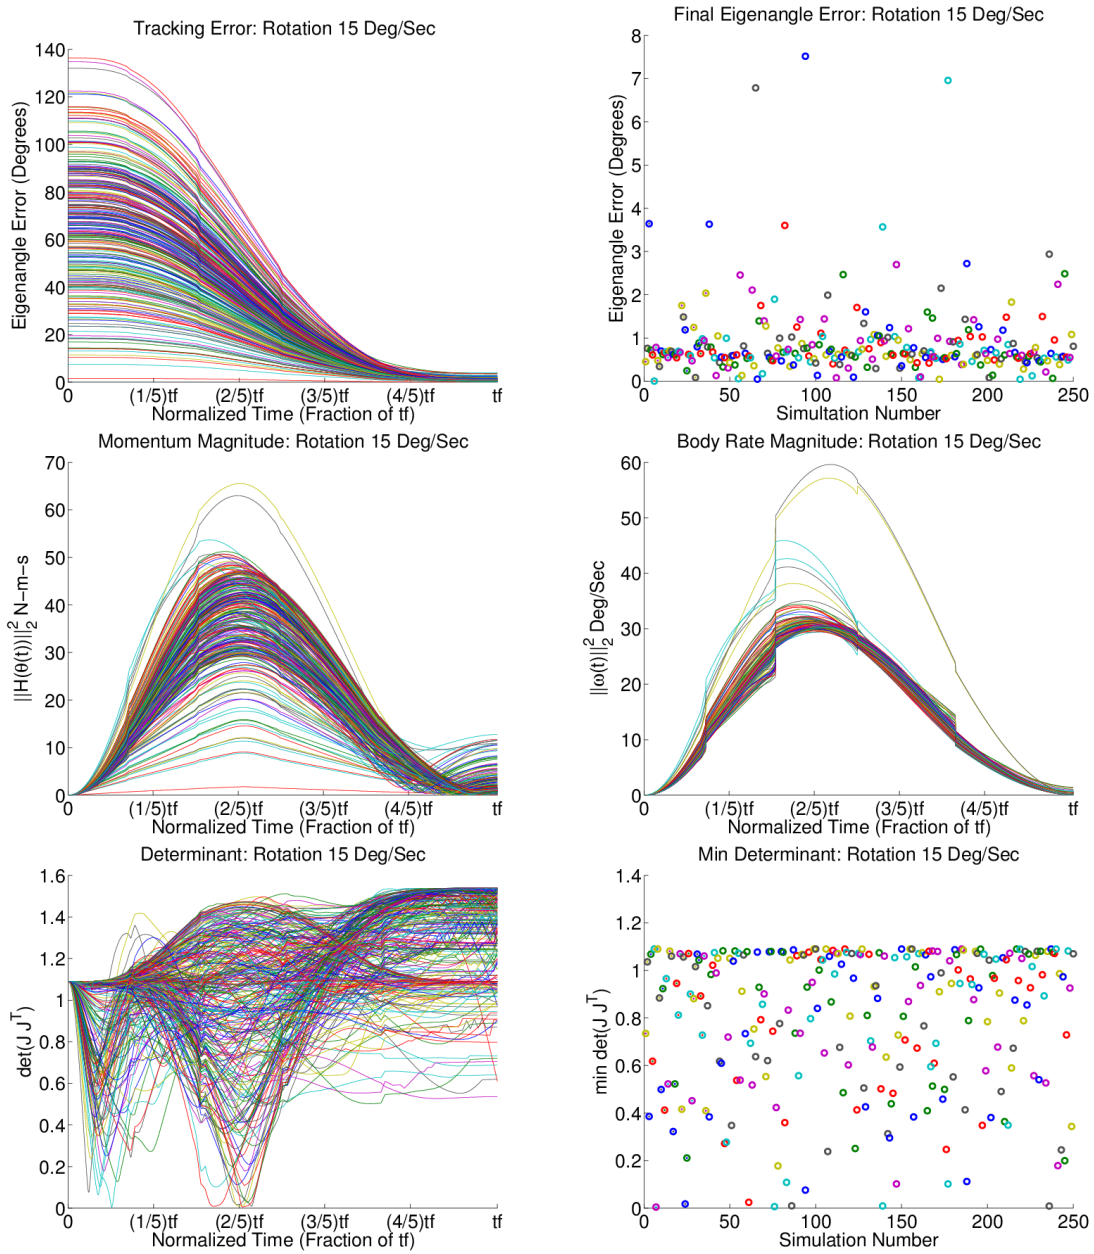 Tracking Error: Rotation 15 Deg/Sec
Eigenangle Error (Degrees)
140
120
100
80
60
40
20
0
0 (1/5)tf (2/5)tf (3/5)tf (4/5)tf tf
Normalized Time (Fraction of tf)
Final Eigenangle Error: Rotation 15 Deg/Sec
Eigenangle Error (Degrees)
8
7
6
5
4
3
2
1
0
0 50 100 150 200 250
Simultation Number
Momentum Magnitude: Rotation 15 Deg/Sec
||H(θ(t))||₂² N−m−s
70
60
50
40
30
20
10
0
0 (1/5)tf (2/5)tf (3/5)tf (4/5)tf tf
Normalized Time (Fraction of tf)
Body Rate Magnitude: Rotation 15 Deg/Sec
||ω(t)||₂² Deg/Sec
60
50
40
30
20
10
0
0 (1/5)tf (2/5)tf (3/5)tf (4/5)tf tf
Normalized Time (Fraction of tf)
Determinant: Rotation 15 Deg/Sec
det(J Jᵀ)
1.6
1.4
1.2
1
0.8
0.6
0.4
0.2
0
0 (1/5)tf (2/5)tf (3/5)tf (4/5)tf tf
Normalized Time (Fraction of tf)
Min Determinant: Rotation 15 Deg/Sec
min det(J Jᵀ)
1.4
1.2
1
0.8
0.6
0.4
0.2
0
0 50 100 150 200 250
Simulation Number